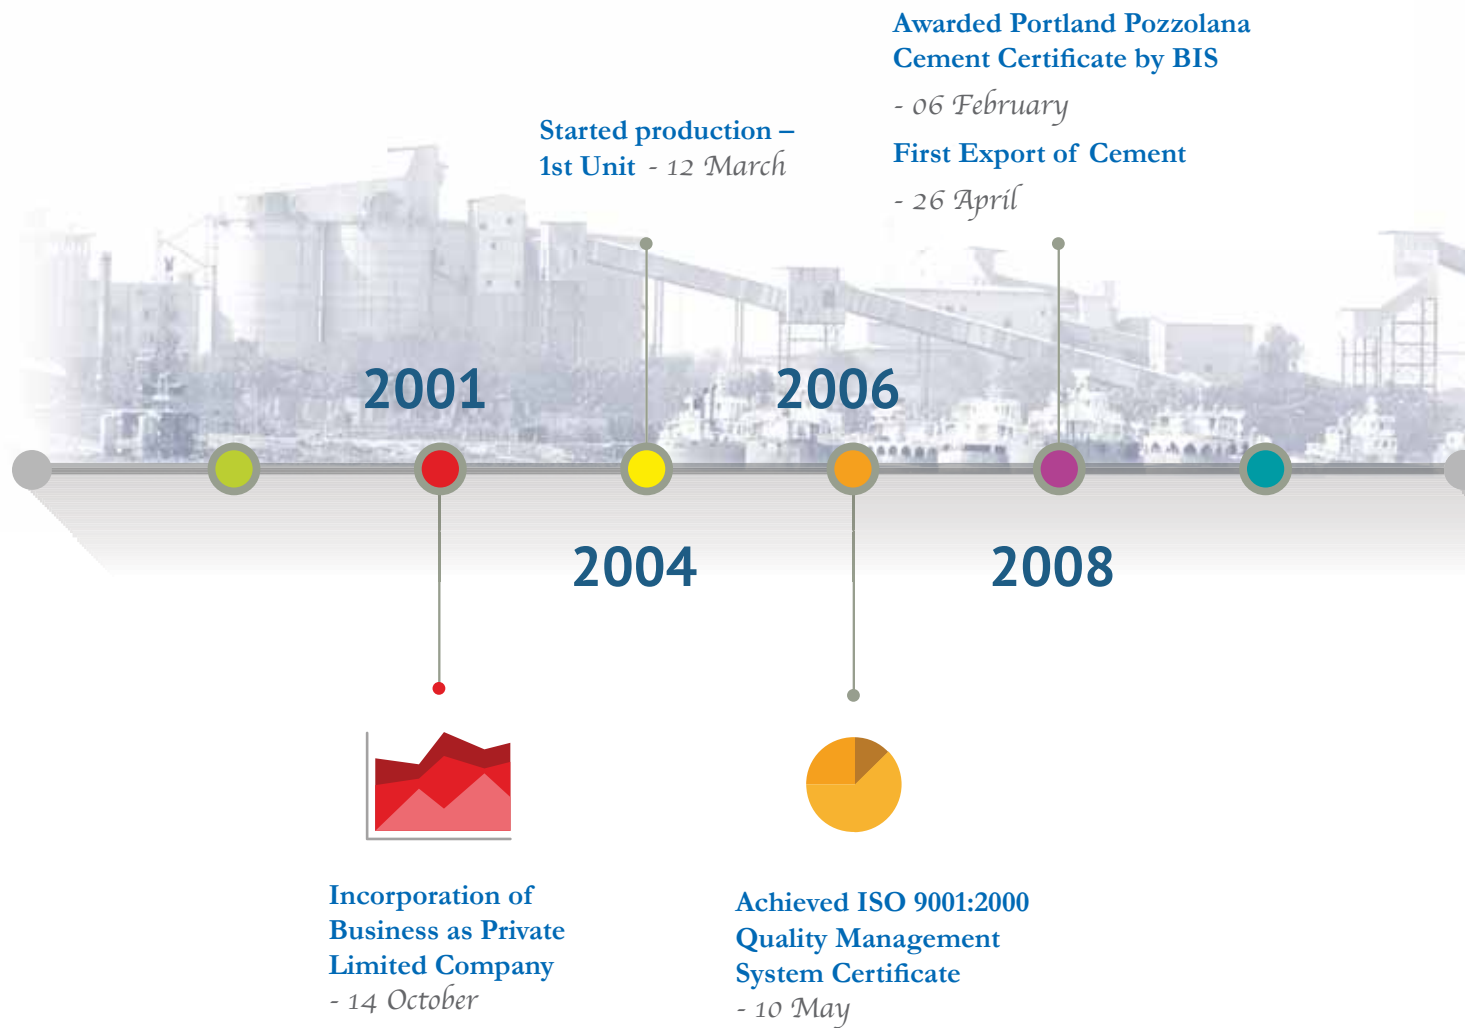 Awarded Portland Pozzolana
Cement Certificate by BIS
- 06 February
First Export of Cement
- 26 April
Started production –
1st Unit - 12 March
2001
2006
2004
2008
Incorporation of
Business as Private
Limited Company
- 14 October
Achieved ISO 9001:2000
Quality Management
System Certificate
- 10 May